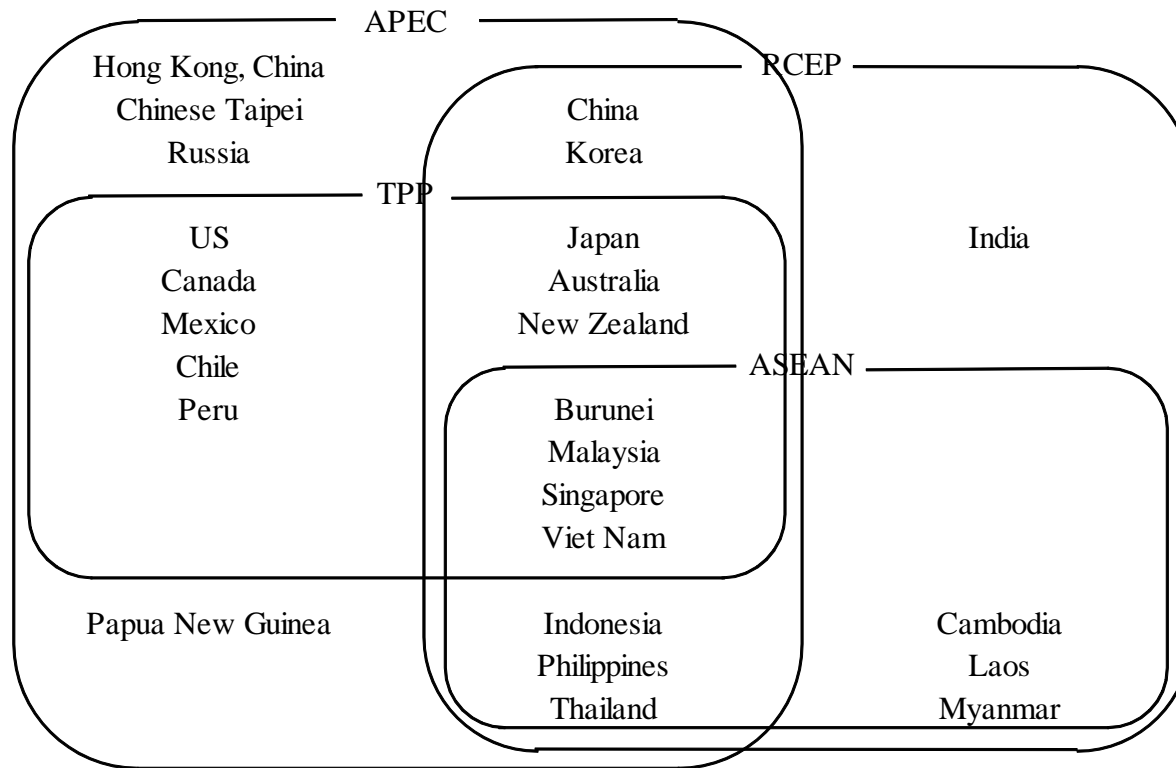 APEC
Hong Kong, China
RCEP
Chinese Taipei
China
Russia
Korea
TPP
US
Japan
India
Canada
Australia
Mexico
New Zealand
Chile
ASEAN
Peru
Burunei
Malaysia
Singapore
Viet Nam
Papua New Guinea
Indonesia
Cambodia
Philippines
Laos
Thailand
Myanmar